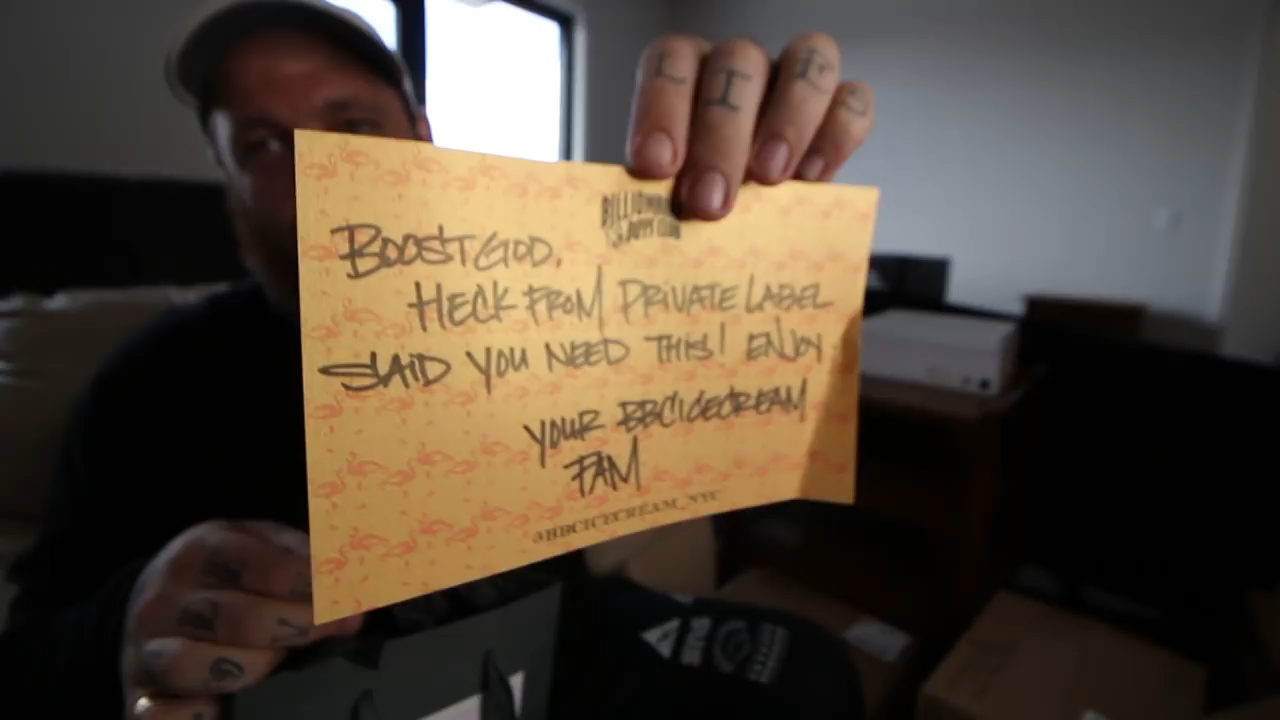 L I E S
BILLIONAIRE
BOYS CLUB
BOOSTGOD,
HECK FROM PRIVATE LABEL
SAID YOU NEED THIS! ENJOY
YOUR BBCICECREAM
FAM
@BBCICECREAM_NYC